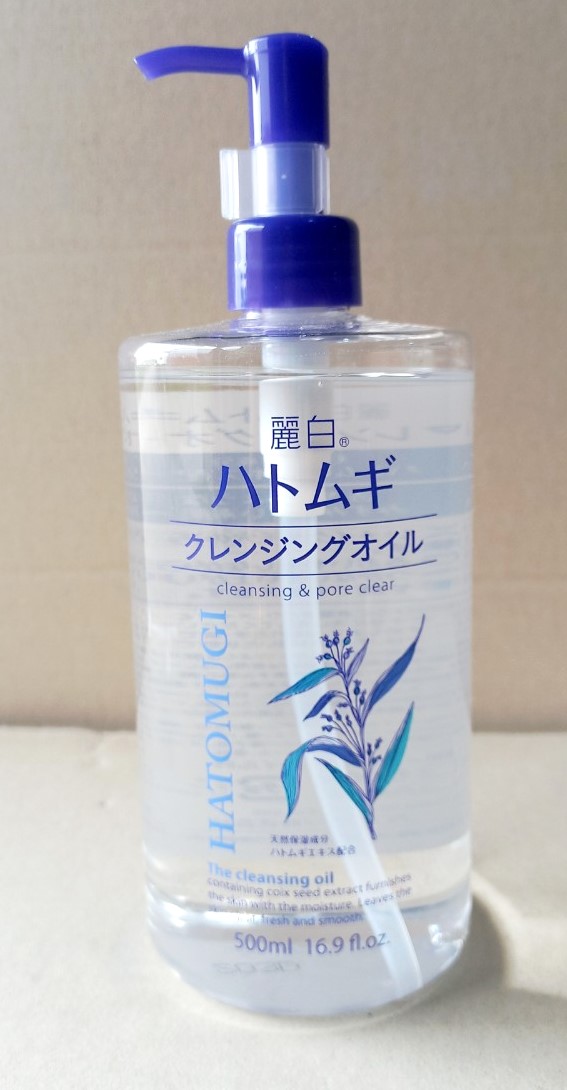 麗白®
ハトムギ
クレンジングオイル
cleansing & pore clear
HATOMUGI
天然保湿成分
ハトムギエキス配合
The cleansing oil
containing coix seed extract furnishes
the skin with the moisture. Leaves the
fresh and smooth.
500ml 16.9 fl.oz.